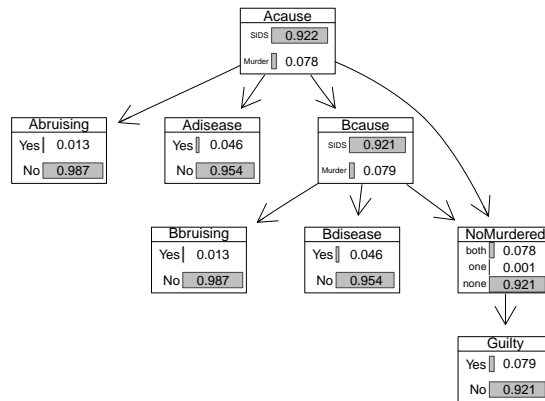 Acause
SIDS 0.922
Murder 0.078
Abruising
Yes 0.013
No 0.987
Adisease
Yes 0.046
No 0.954
Bcause
SIDS 0.921
Murder 0.079
Bbruising
Yes 0.013
No 0.987
Bdisease
Yes 0.046
No 0.954
NoMurdered
both 0.078
one 0.001
none 0.921
Guilty
Yes 0.079
No 0.921